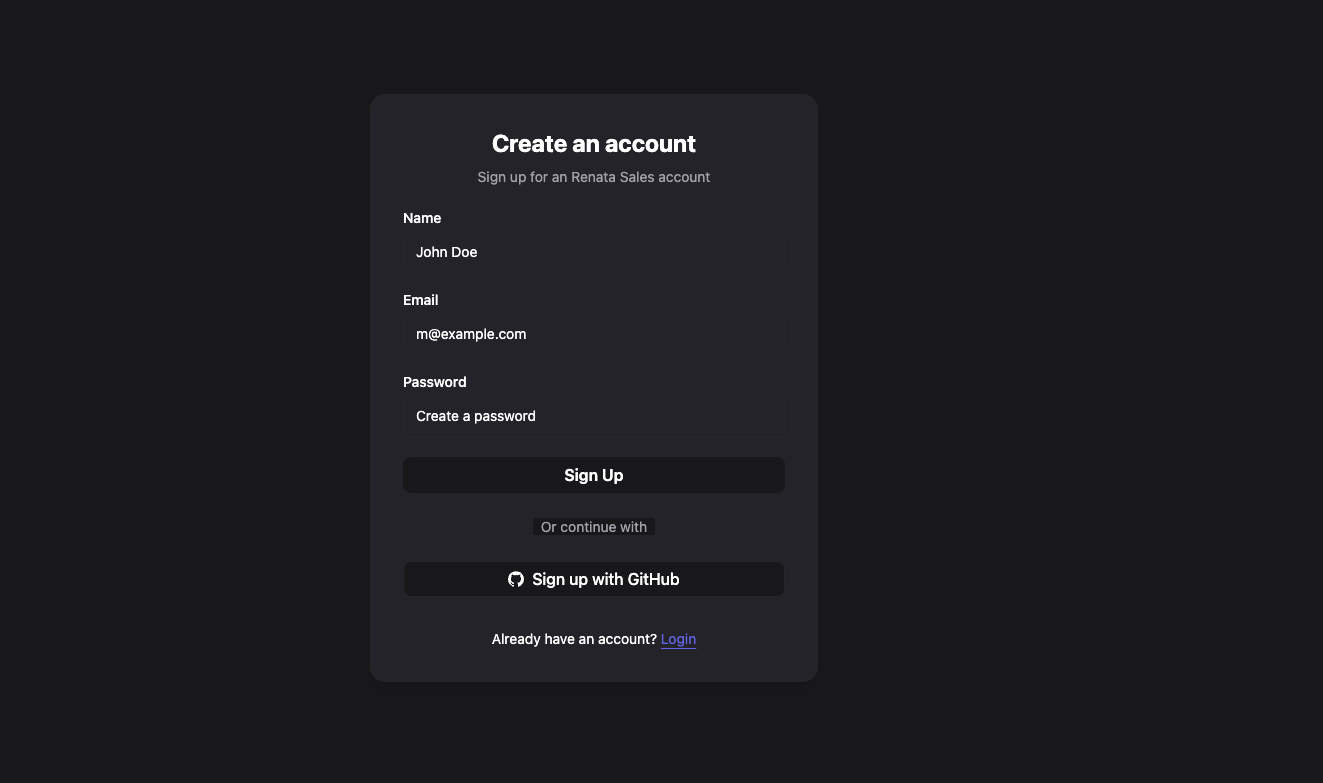 Create an account
Sign up for an Renata Sales account
Name
John Doe
Email
m@example.com
Password
Create a password
Sign Up
Or continue with
Sign up with GitHub
Already have an account? Login